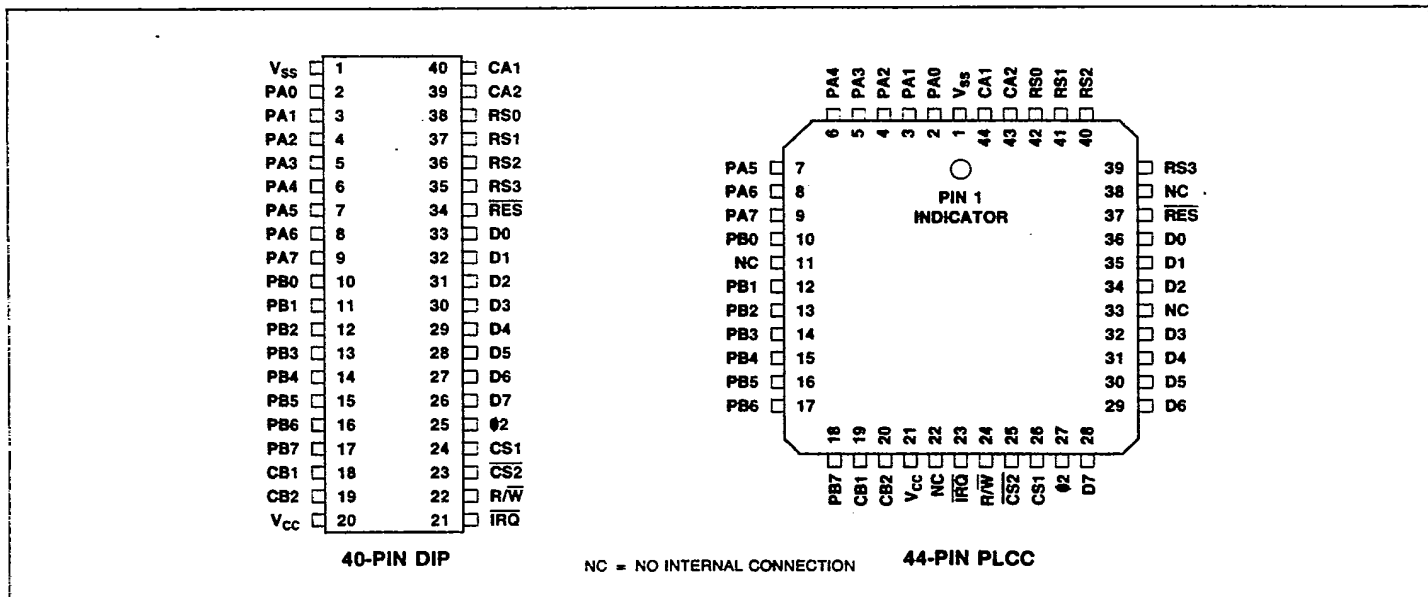 VSS 1 40 CA1
PA0 2 39 CA2
PA1 3 38 RS0
PA2 4 37 RS1
PA3 5 36 RS2
PA4 6 35 RS3
PA5 7 34 R̅E̅S̅
PA6 8 33 D0
PA7 9 32 D1
PB0 10 31 D2
PB1 11 30 D3
PB2 12 29 D4
PB3 13 28 D5
PB4 14 27 D6
PB5 15 26 D7
PB6 16 25 ϕ2
PB7 17 24 CS1
CB1 18 23 C̅S̅2̅
CB2 19 22 R/W̅
VCC 20 21 I̅R̅Q̅
40-PIN DIP
PA4 PA3 PA2 PA1 PA0 VSS CA1 CA2 RS0 RS1 RS2
6 5 4 3 2 1 44 43 42 41 40
PA5 7 39 RS3
PA6 8 38 NC
PA7 9 37 R̅E̅S̅
PB0 10 36 D0
NC 11 35 D1
PB1 12 34 D2
PB2 13 33 NC
PB3 14 32 D3
PB4 15 31 D4
PB5 16 30 D5
PB6 17 29 D6
PIN 1
INDICATOR
18 19 20 21 22 23 24 25 26 27 28
PB7 CB1 CB2 VCC NC I̅R̅Q̅ R/W̅ C̅S̅2̅ CS1 ϕ2 D7
NC = NO INTERNAL CONNECTION
44-PIN PLCC